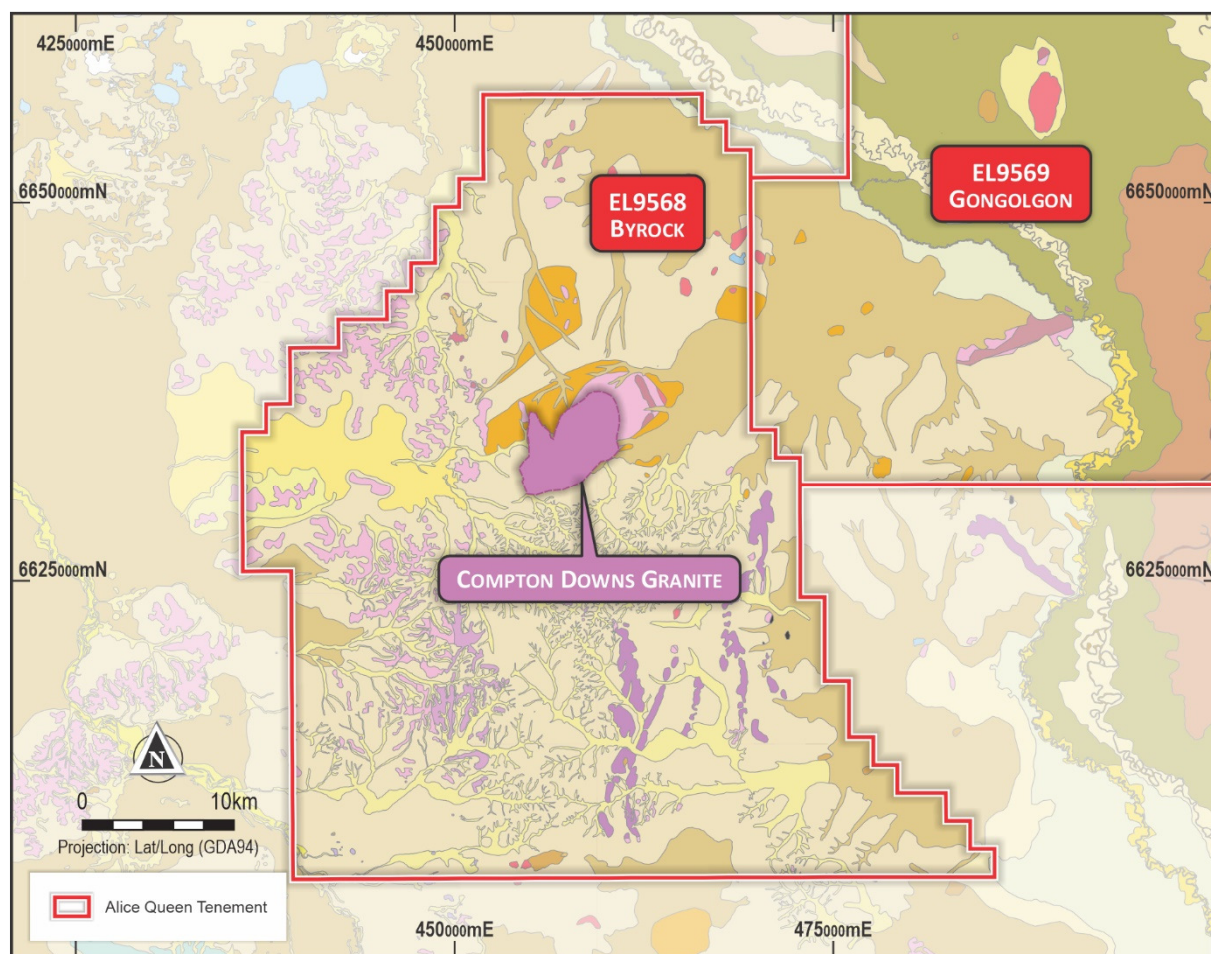 425000mE
450000mE
6650000mN
6650000mN
EL9568
BYROCK
EL9569
GONGOLGON
COMPTON DOWNS GRANITE
6625000mN
6625000mN
N
0
10km
Projection: Lat/Long (GDA94)
Alice Queen Tenement
450000mE
475000mE